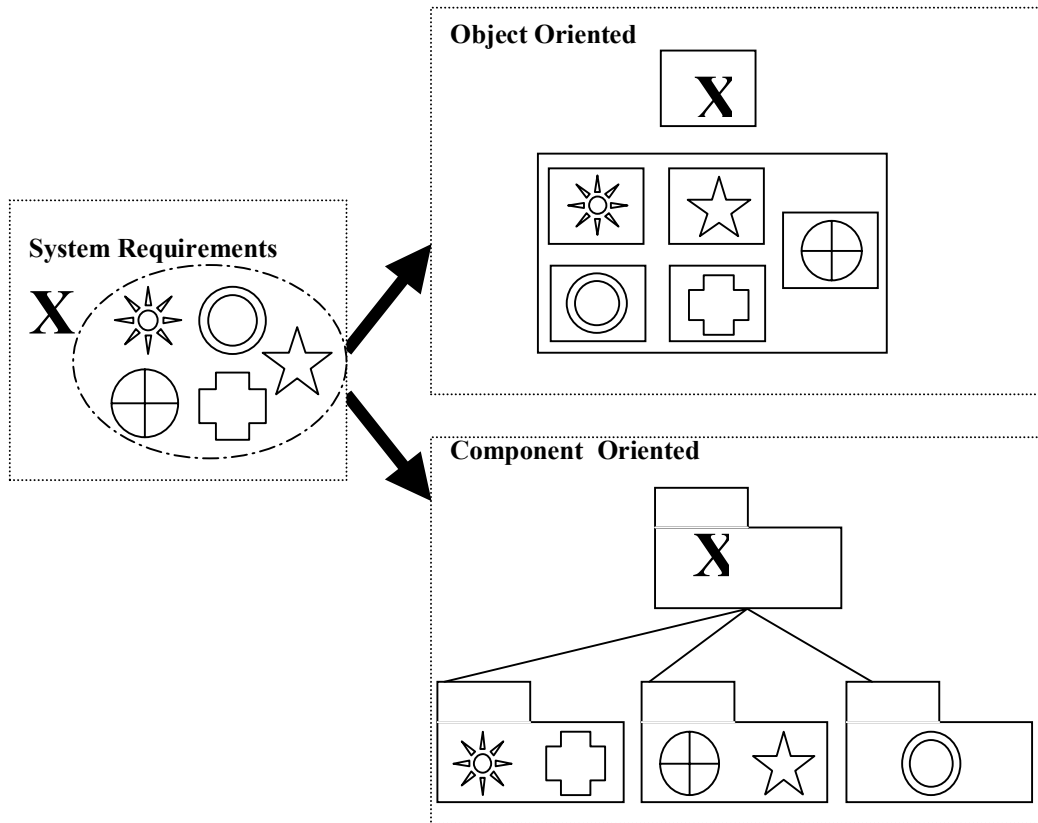 Object Oriented
X
System Requirements
X
Component Oriented
X